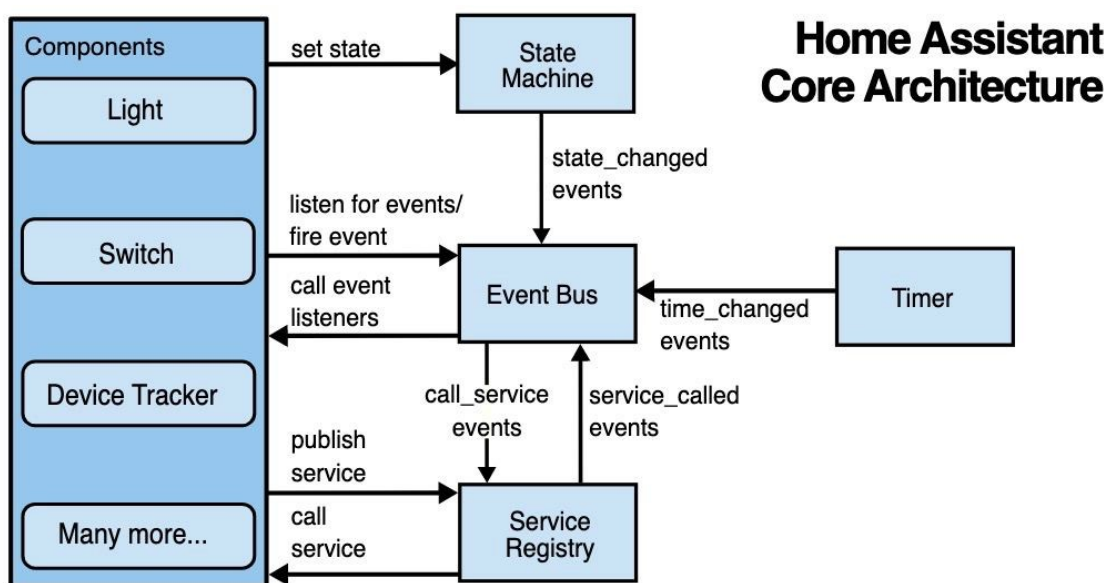 Home Assistant
Core Architecture
Components
Light
Switch
Device Tracker
Many more...
set state
State
Machine
state_changed
events
listen for events/
fire event
call event
listeners
Event Bus
time_changed
events
Timer
call_service
events
service_called
events
publish
service
call
service
Service
Registry